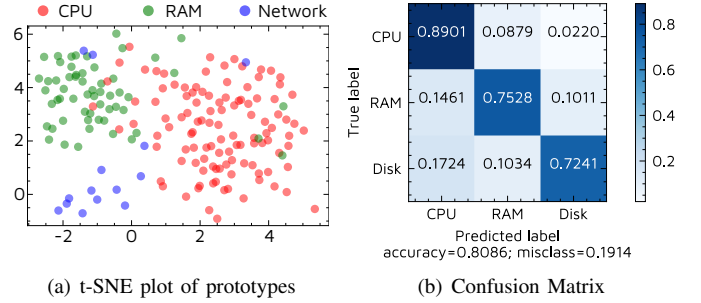 CPU RAM Network
6
4
2
0
-2 0 2 4
(a) t-SNE plot of prototypes
True label
CPU 0.8901 0.0879 0.0220
RAM 0.1461 0.7528 0.1011
Disk 0.1724 0.1034 0.7241
CPU RAM Disk
Predicted label
accuracy=0.8086; misclass=0.1914
0.8
0.6
0.4
0.2
(b) Confusion Matrix